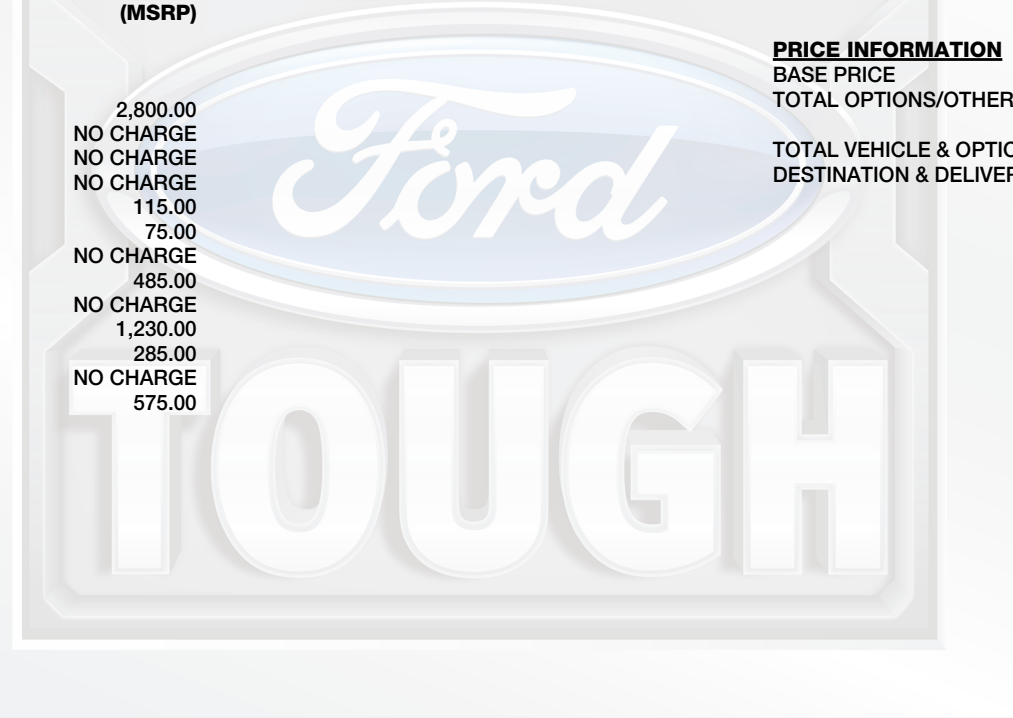 (MSRP)
2,800.00
NO CHARGE
NO CHARGE
NO CHARGE
115.00
75.00
NO CHARGE
485.00
NO CHARGE
1,230.00
285.00
NO CHARGE
575.00
PRICE INFORMATION
BASE PRICE
TOTAL OPTIONS/OTHER
TOTAL VEHICLE & OPTIO
DESTINATION & DELIVER
Ford
TOUGH